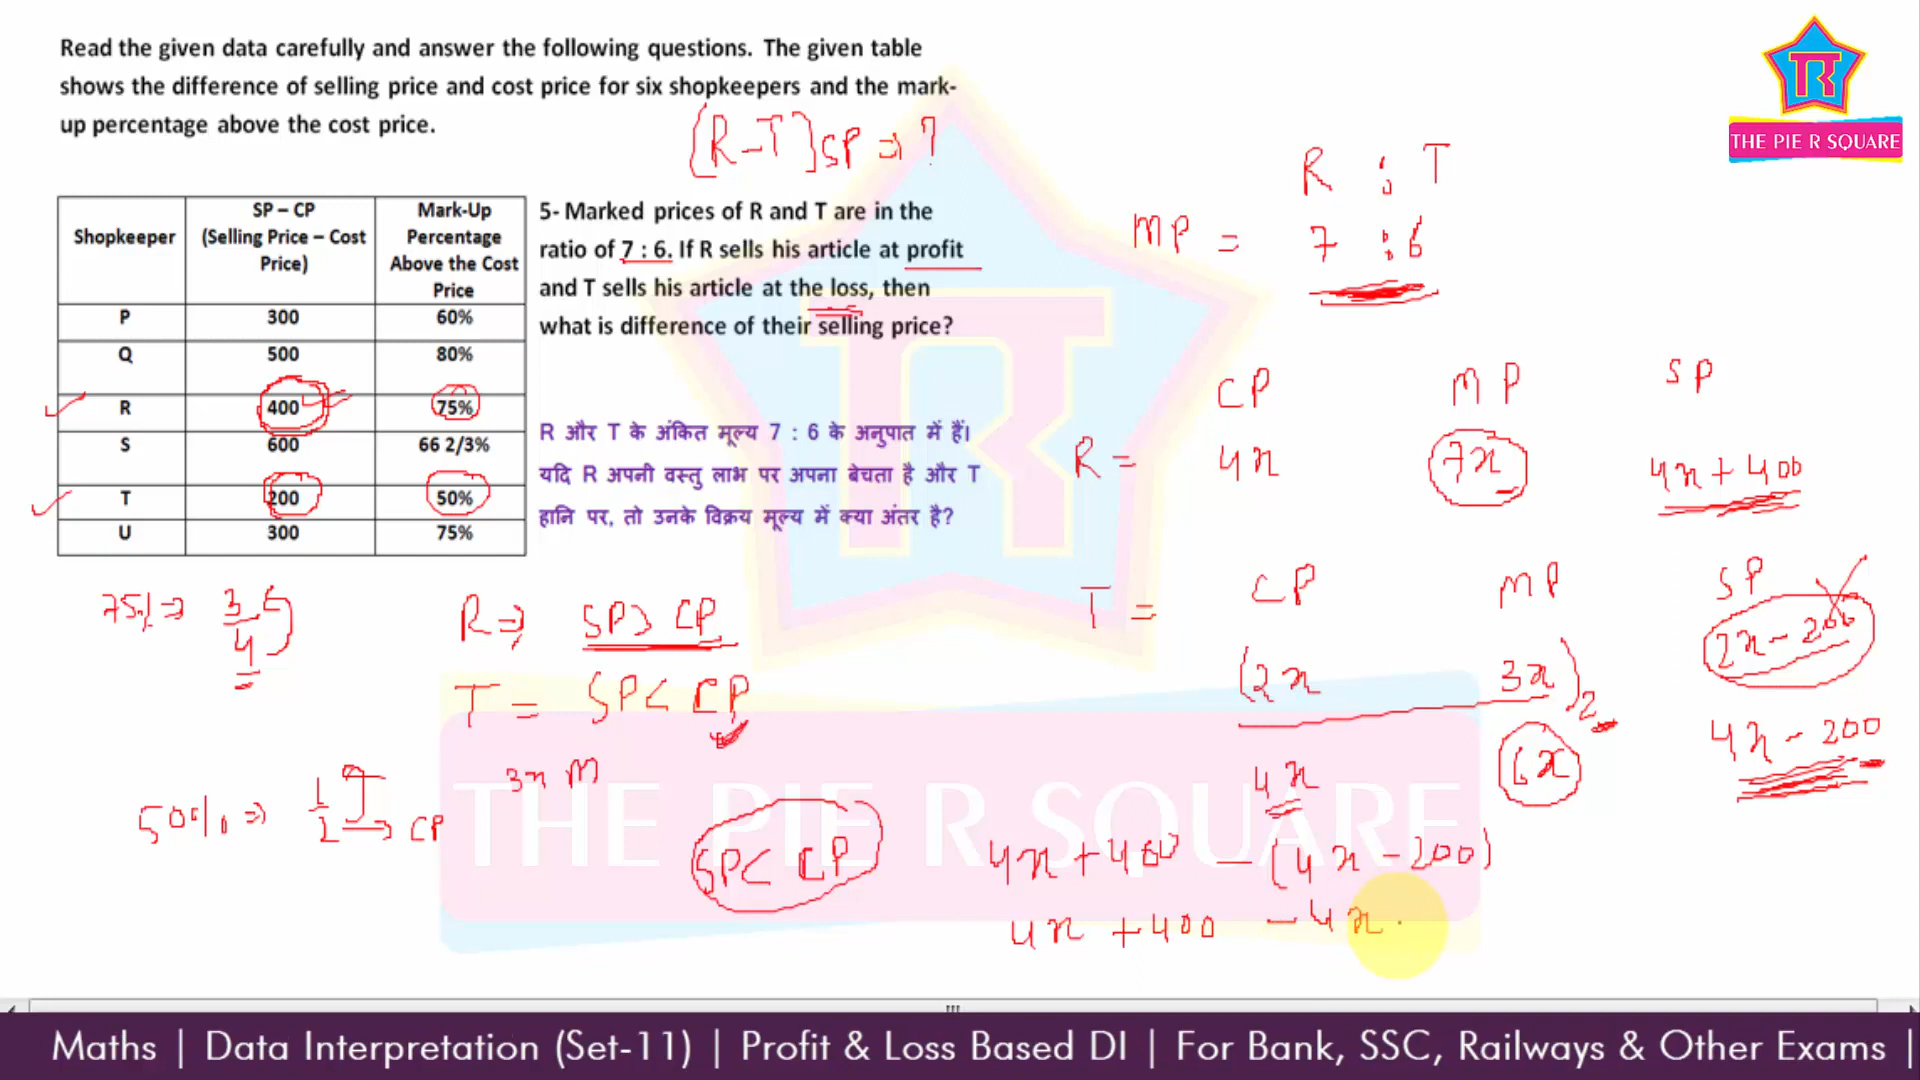 Read the given data carefully and answer the following questions. The given table
shows the difference of selling price and cost price for six shopkeepers and the mark-
up percentage above the cost price.
THE PIE R SQUARE
[R-T]SP ⇒ ?
R : T
MP = 7 : 6
Shopkeeper | SP – CP (Selling Price – Cost Price) | Mark-Up Percentage Above the Cost Price
P 300 60%
Q 500 80%
R 400 75%
S 600 66 2/3%
T 200 50%
U 300 75%
5- Marked prices of R and T are in the
ratio of 7 : 6. If R sells his article at profit
and T sells his article at the loss, then
what is difference of their selling price?
R और T के अंकित मूल्य 7 : 6 के अनुपात में हैं।
यदि R अपनी वस्तु लाभ पर अपना बेचता है और T
हानि पर, तो उनके विक्रय मूल्य में क्या अंतर है?
CP MP SP
R = 4x 7x 4x + 400
T = CP MP SP
(2x 3x)2 2x - 200
4x 6x 4x - 200
75% ⇒ 3/4
R ⇒ SP > CP
T = SP < CP
50% ⇒ 1/2 → CP
3x M
SP < CP
4x + 400 - (4x - 200)
4x + 400 - 4x
THE PIE R SQUARE
Maths | Data Interpretation (Set-11) | Profit & Loss Based DI | For Bank, SSC, Railways & Other Exams |